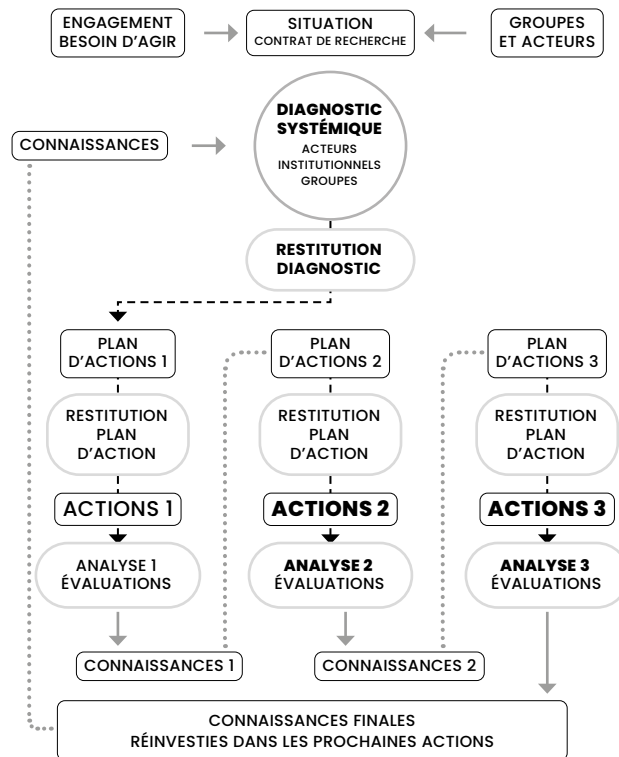 ENGAGEMENT
BESOIN D'AGIR
SITUATION
CONTRAT DE RECHERCHE
GROUPES
ET ACTEURS
CONNAISSANCES
DIAGNOSTIC
SYSTÉMIQUE
ACTEURS
INSTITUTIONNELS
GROUPES
RESTITUTION
DIAGNOSTIC
PLAN
D'ACTIONS 1
PLAN
D'ACTIONS 2
PLAN
D'ACTIONS 3
RESTITUTION
PLAN
D'ACTION
RESTITUTION
PLAN
D'ACTION
RESTITUTION
PLAN
D'ACTION
ACTIONS 1
ACTIONS 2
ACTIONS 3
ANALYSE 1
ÉVALUATIONS
ANALYSE 2
ÉVALUATIONS
ANALYSE 3
ÉVALUATIONS
CONNAISSANCES 1
CONNAISSANCES 2
CONNAISSANCES FINALES
RÉINVESTIES DANS LES PROCHAINES ACTIONS